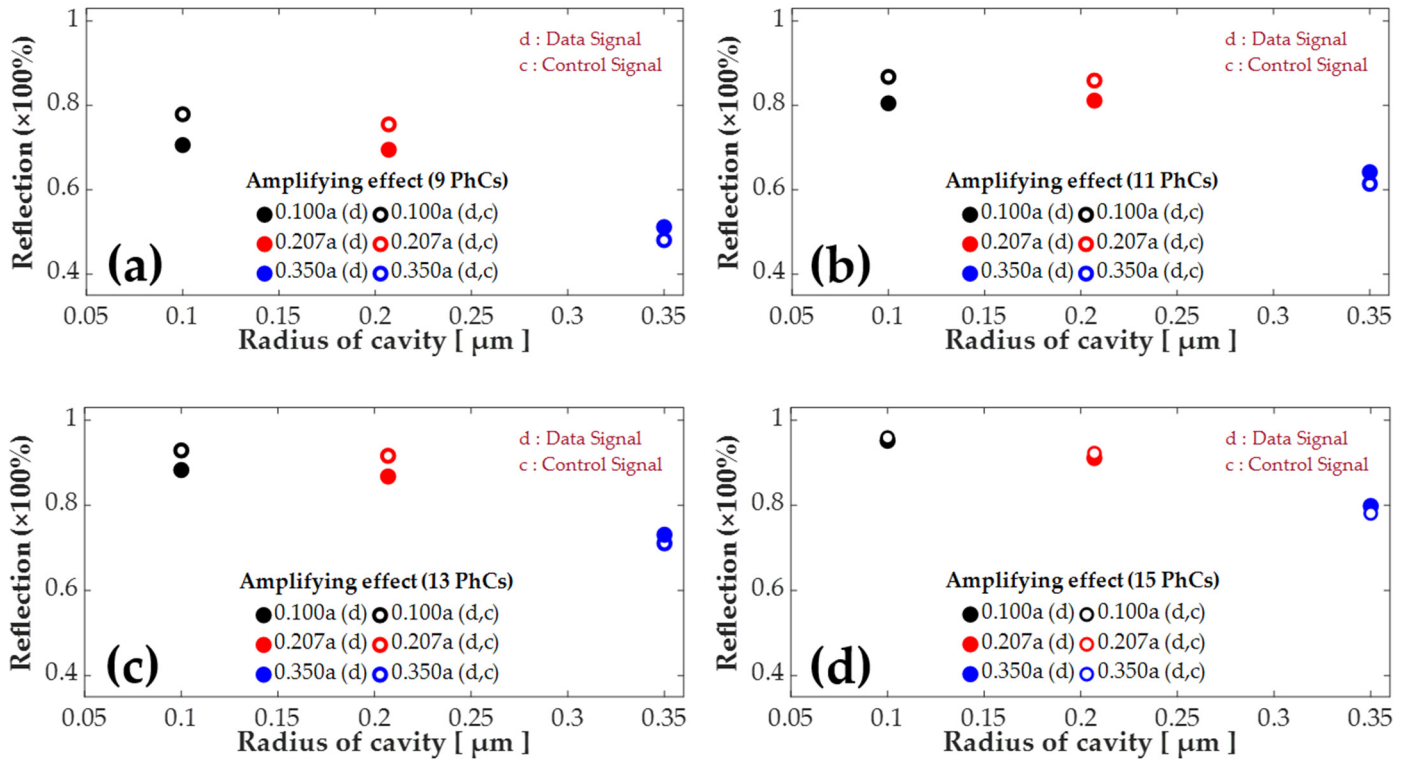 1
0.8
0.6
0.4
Reflection (×100%)
d : Data Signal
c : Control Signal
Amplifying effect (9 PhCs)
0.100a (d) 0.100a (d,c)
0.207a (d) 0.207a (d,c)
0.350a (d) 0.350a (d,c)
(a)
0.05 0.1 0.15 0.2 0.25 0.3 0.35
Radius of cavity [ μm ]
1
0.8
0.6
0.4
Reflection (×100%)
d : Data Signal
c : Control Signal
Amplifying effect (11 PhCs)
0.100a (d) 0.100a (d,c)
0.207a (d) 0.207a (d,c)
0.350a (d) 0.350a (d,c)
(b)
0.05 0.1 0.15 0.2 0.25 0.3 0.35
Radius of cavity [ μm ]
1
0.8
0.6
0.4
Reflection (×100%)
d : Data Signal
c : Control Signal
Amplifying effect (13 PhCs)
0.100a (d) 0.100a (d,c)
0.207a (d) 0.207a (d,c)
0.350a (d) 0.350a (d,c)
(c)
0.05 0.1 0.15 0.2 0.25 0.3 0.35
Radius of cavity [ μm ]
1
0.8
0.6
0.4
Reflection (×100%)
d : Data Signal
c : Control Signal
Amplifying effect (15 PhCs)
0.100a (d) 0.100a (d,c)
0.207a (d) 0.207a (d,c)
0.350a (d) 0.350a (d,c)
(d)
0.05 0.1 0.15 0.2 0.25 0.3 0.35
Radius of cavity [ μm ]